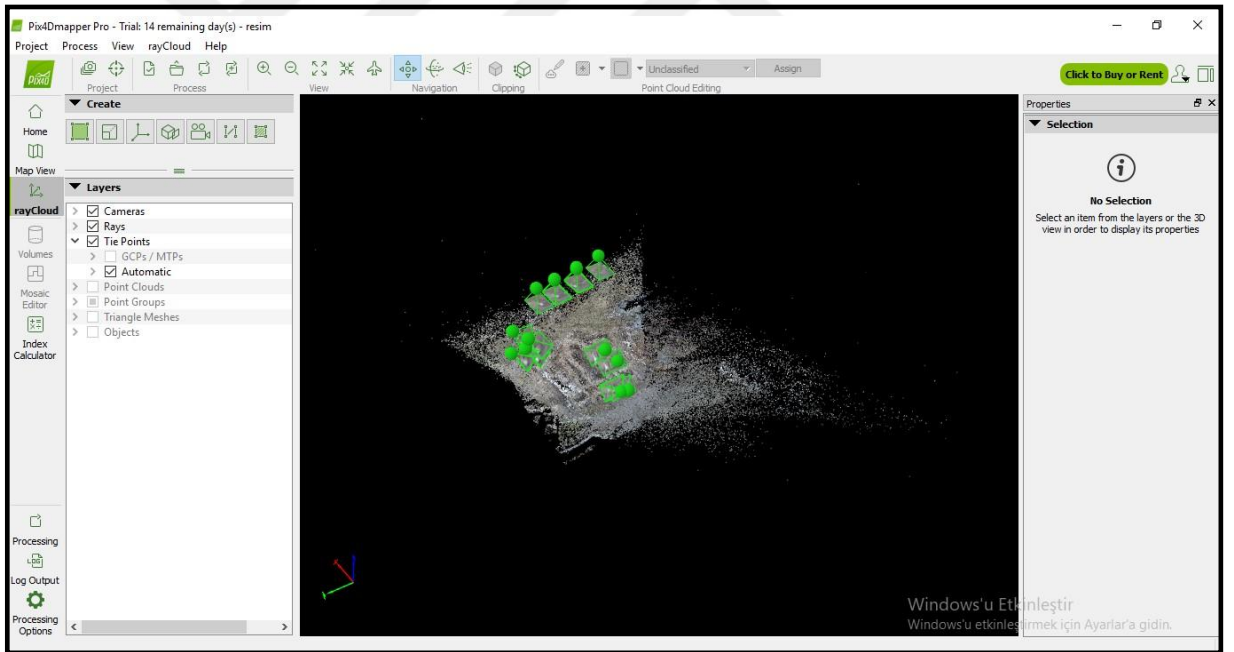 Pix4Dmapper Pro - Trial: 14 remaining day(s) - resim
Project Process View rayCloud Help
Pix4D
Project Process View Navigation Clipping Point Cloud Editing
Unclassified Assign
Click to Buy or Rent
Home
Map View
rayCloud
Volumes
Mosaic
Editor
Index
Calculator
Processing
Log Output
Processing
Options
Create
Layers
Cameras
Rays
Tie Points
GCPs / MTPs
Automatic
Point Clouds
Point Groups
Triangle Meshes
Objects
Properties
Selection
No Selection
Select an item from the layers or the 3D
view in order to display its properties
Windows'u Etkinleştir
Windows'u etkinleştirmek için Ayarlar'a gidin.